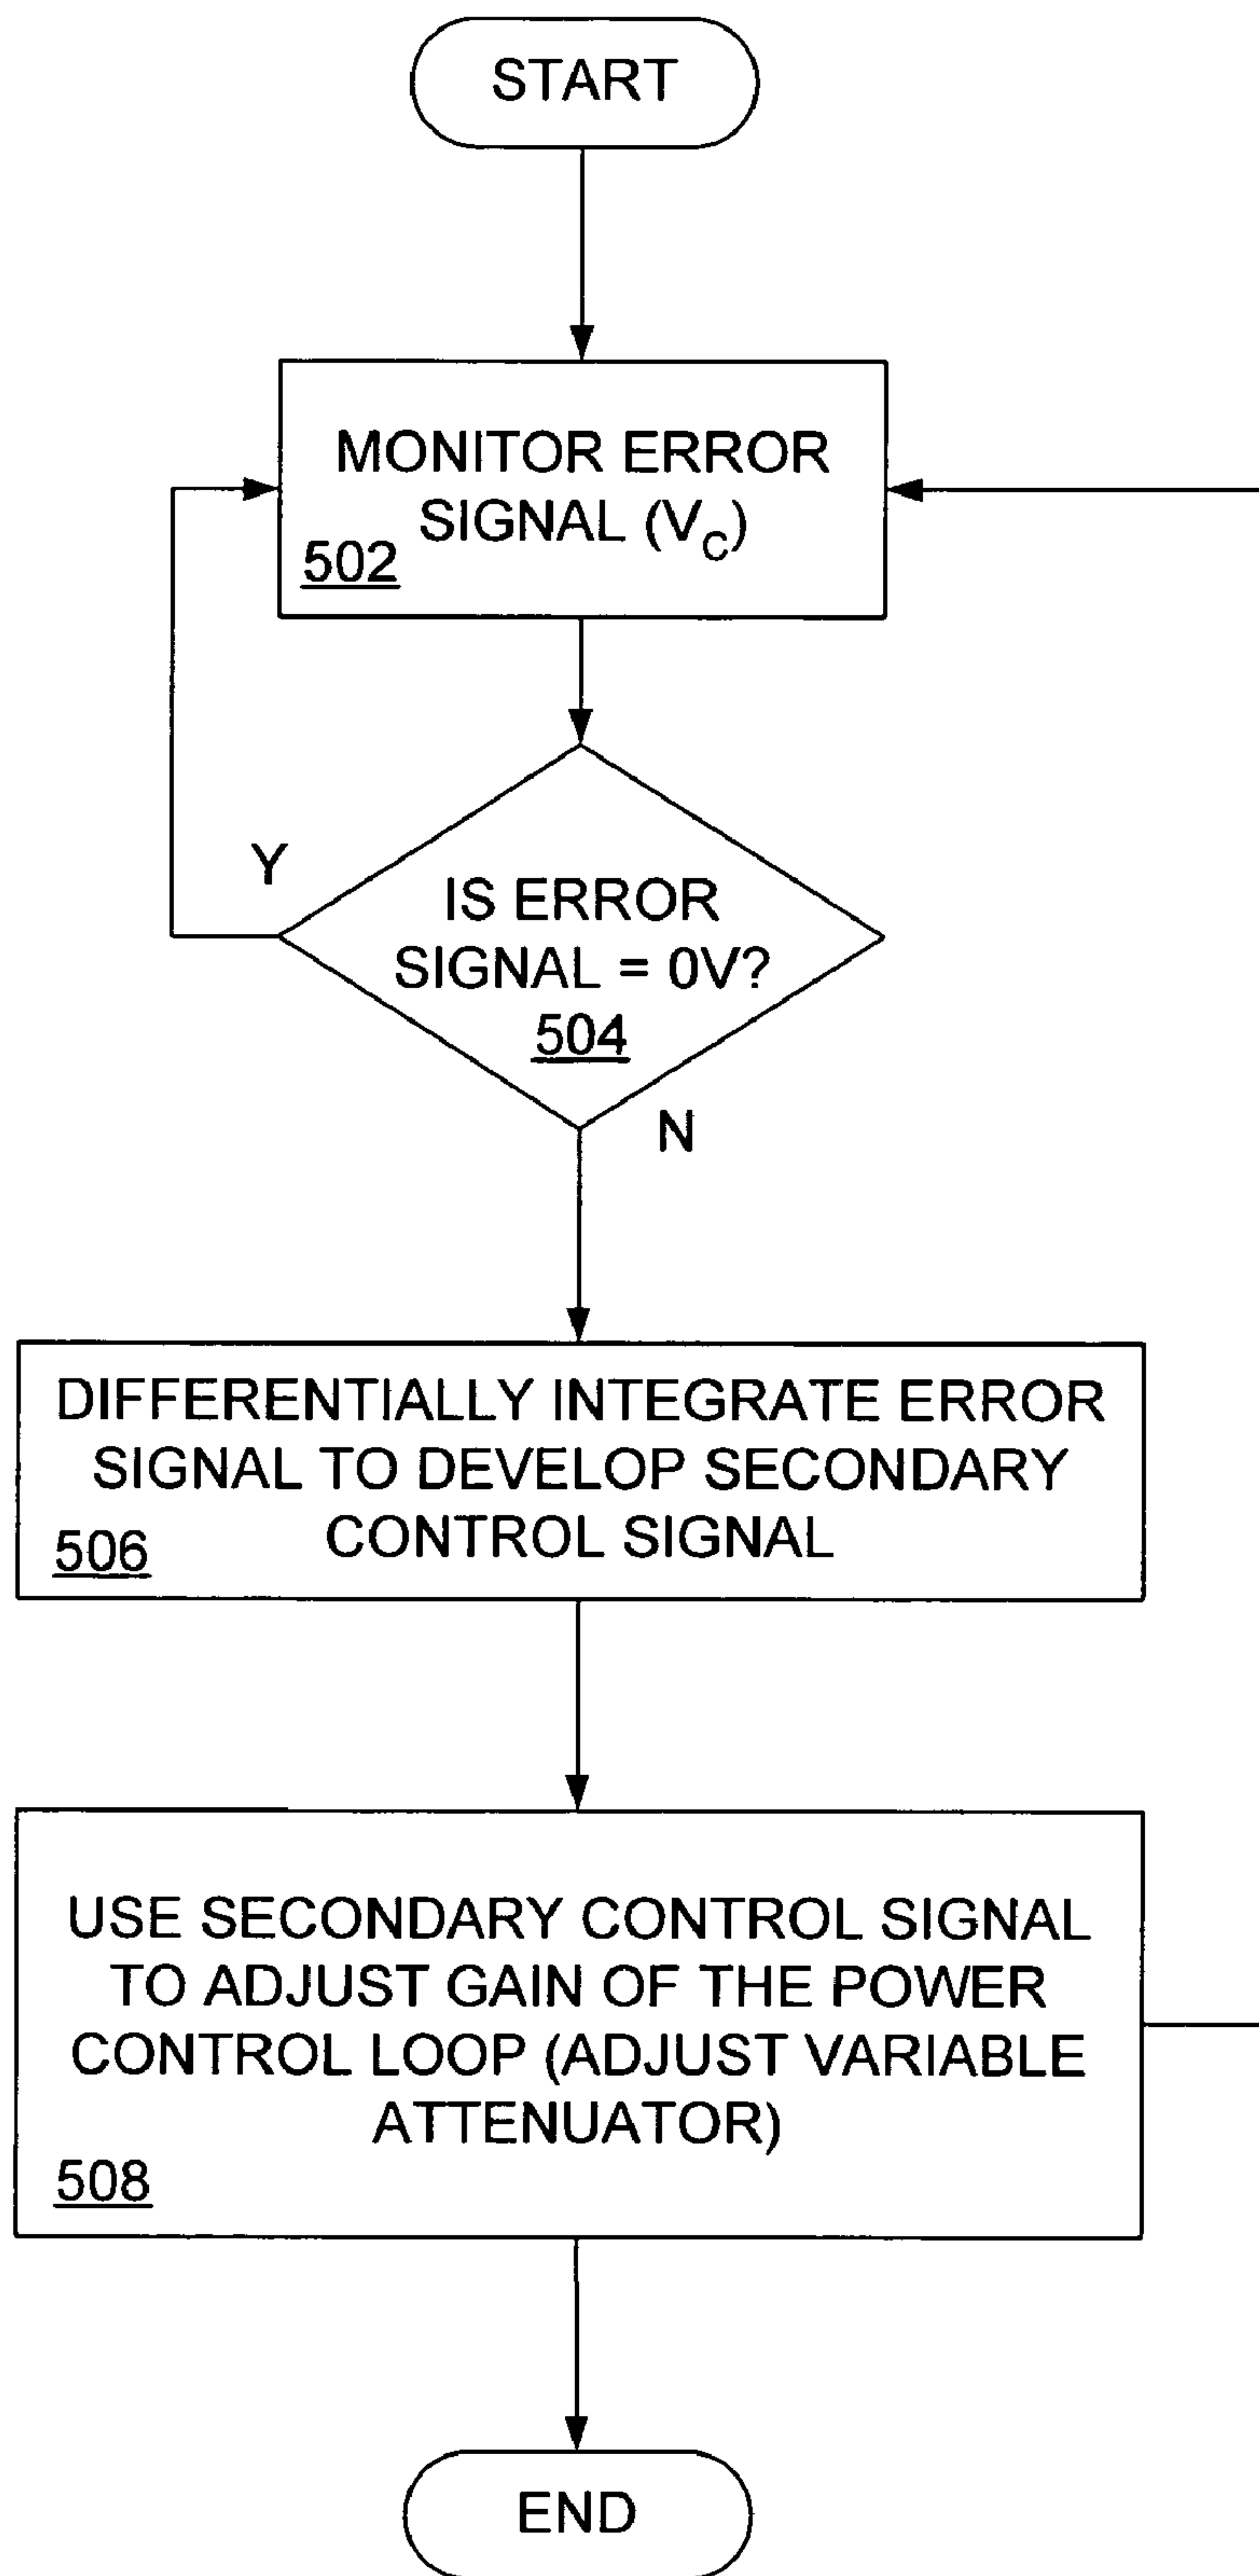 START
MONITOR ERROR
SIGNAL (V_C)
502
Y
IS ERROR
SIGNAL = 0V?
504
N
DIFFERENTIALLY INTEGRATE ERROR
SIGNAL TO DEVELOP SECONDARY
CONTROL SIGNAL
506
USE SECONDARY CONTROL SIGNAL
TO ADJUST GAIN OF THE POWER
CONTROL LOOP (ADJUST VARIABLE
ATTENUATOR)
508
END